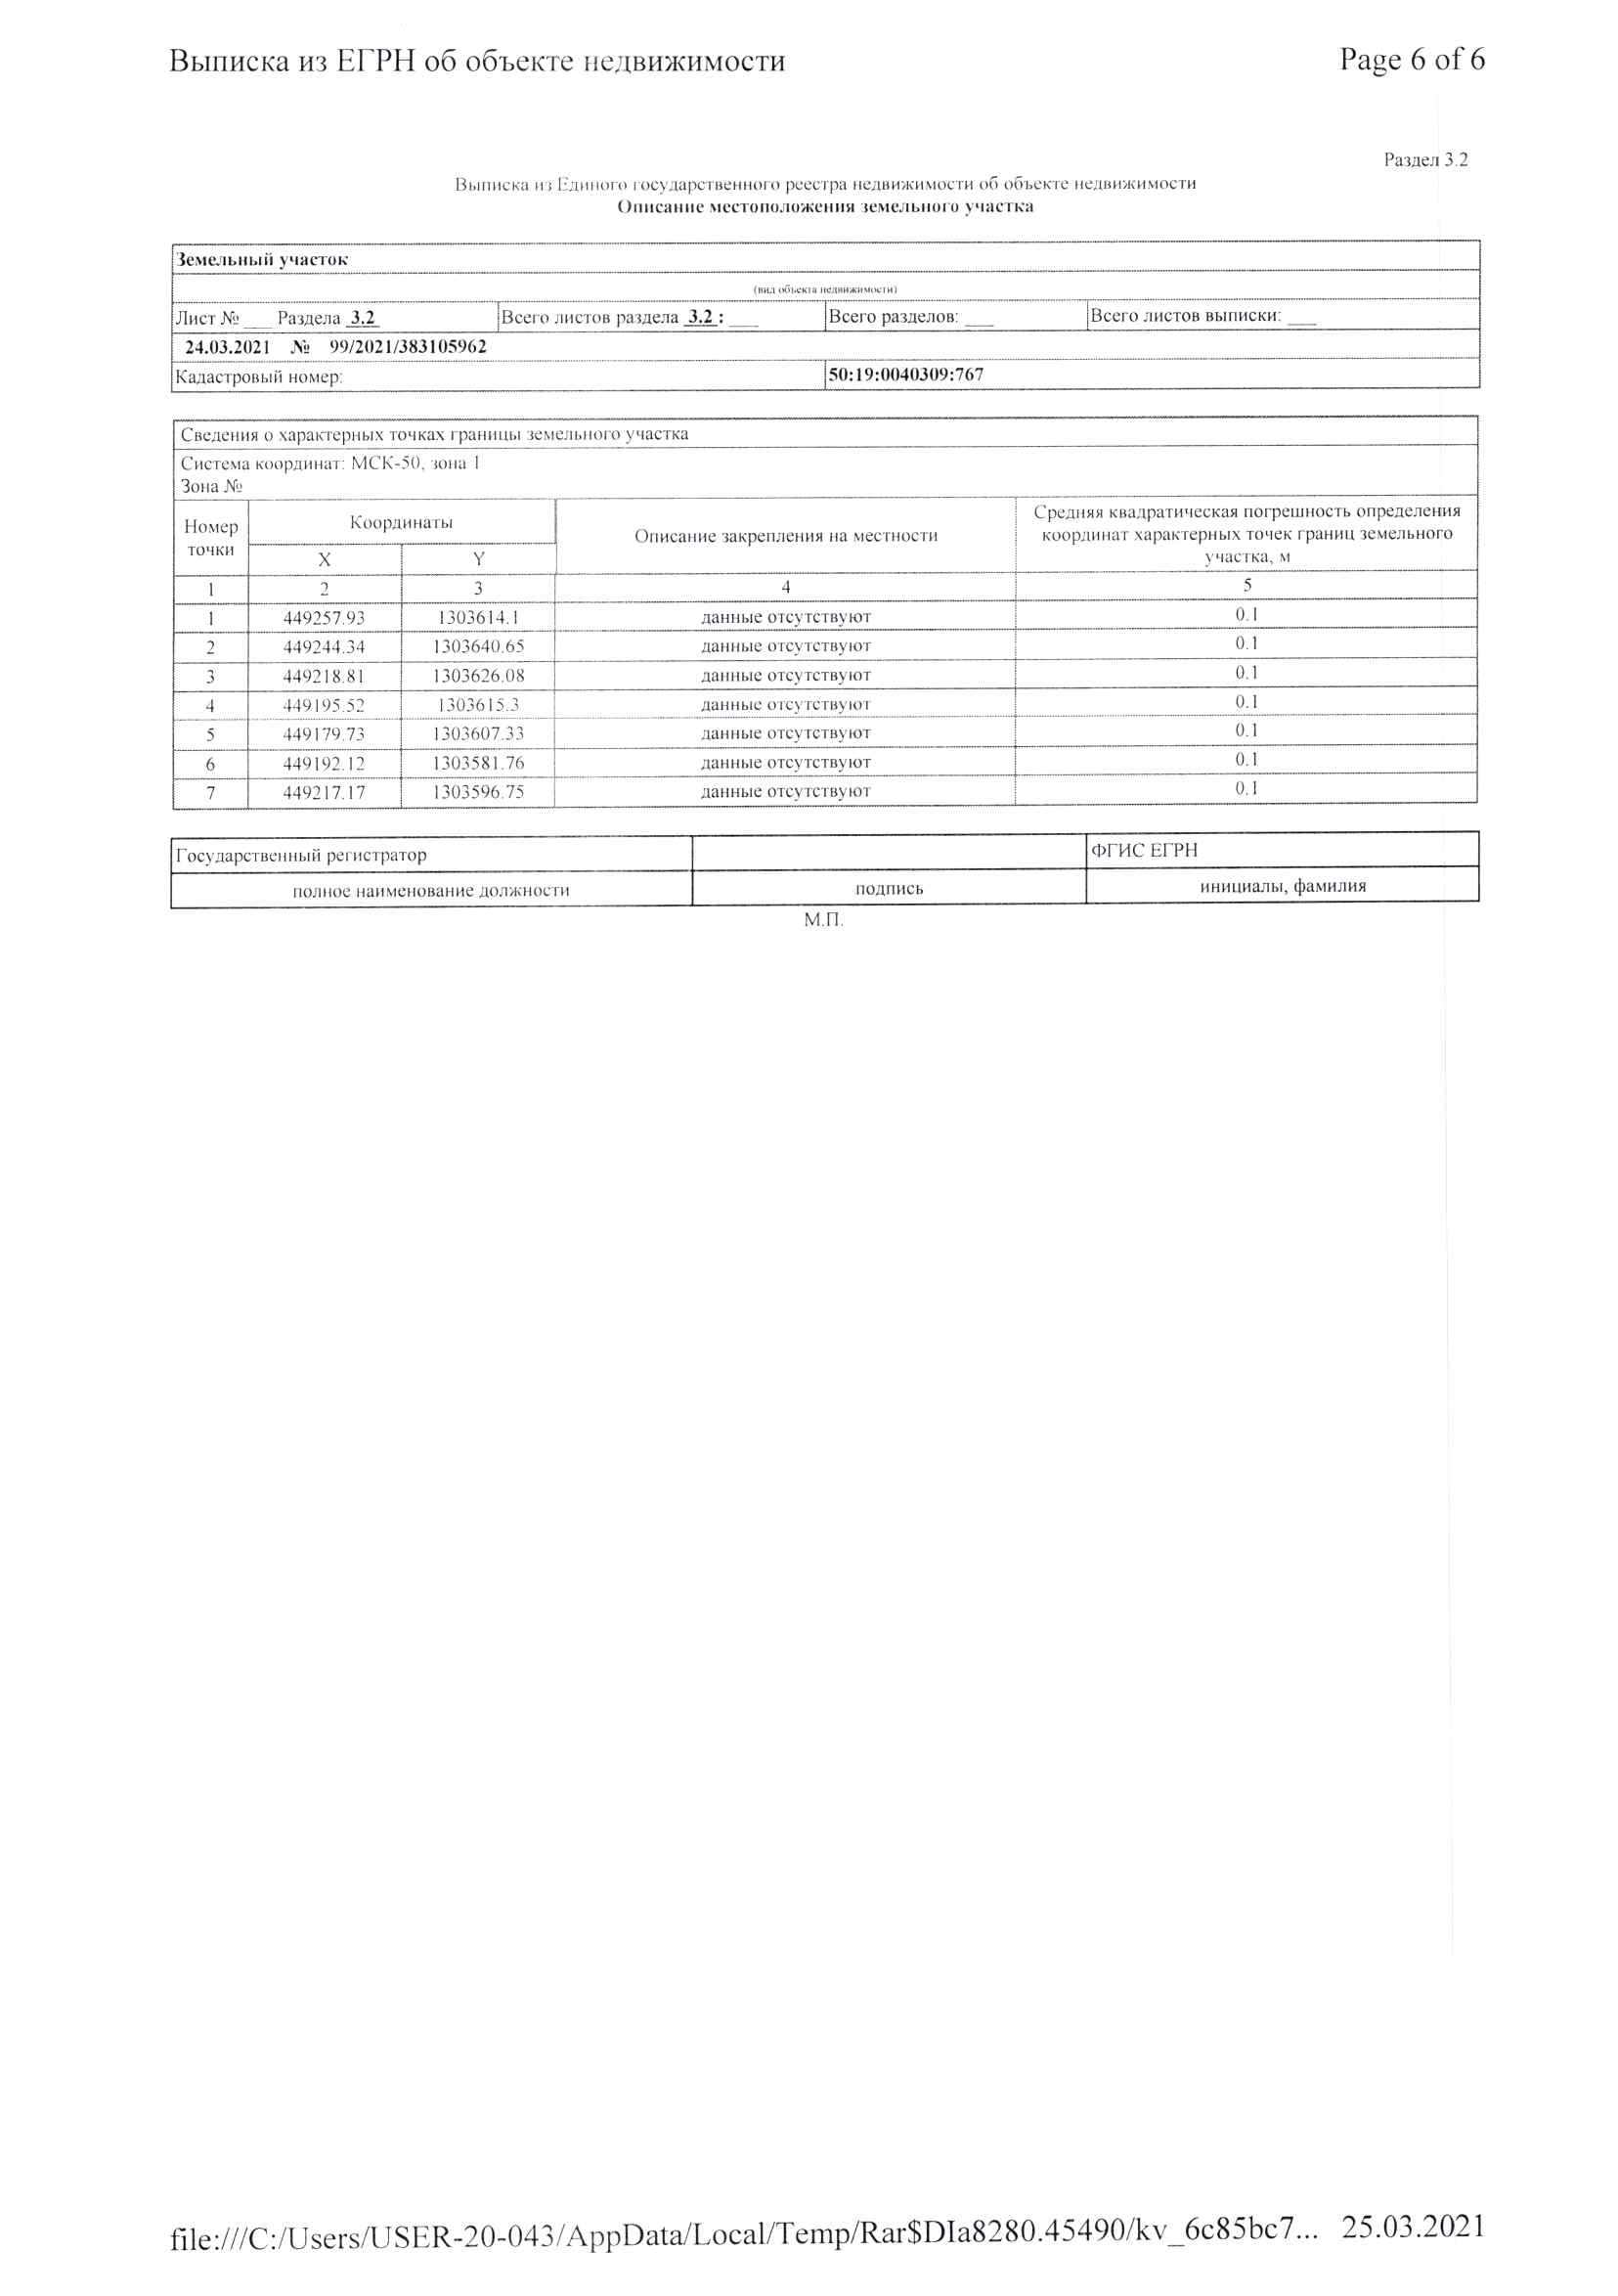 Выписка из ЕГРН об объекте недвижимости Page 6 of 6
Раздел 3.2
Выписка из Единого государственного реестра недвижимости об объекте недвижимости
Описание местоположения земельного участка
Земельный участок
(вид объекта недвижимости)
Лист № ___ Раздела 3.2 Всего листов раздела 3.2 : ___ Всего разделов: ___ Всего листов выписки: ___
24.03.2021 № 99/2021/383105962
Кадастровый номер: 50:19:0040309:767
Сведения о характерных точках границы земельного участка
Система координат: МСК-50, зона 1
Зона №
Номер точки Координаты Описание закрепления на местности Средняя квадратическая погрешность определения координат характерных точек границ земельного участка, м
X Y
1 2 3 4 5
1 449257.93 1303614.1 данные отсутствуют 0.1
2 449244.34 1303640.65 данные отсутствуют 0.1
3 449218.81 1303626.08 данные отсутствуют 0.1
4 449195.52 1303615.3 данные отсутствуют 0.1
5 449179.73 1303607.33 данные отсутствуют 0.1
6 449192.12 1303581.76 данные отсутствуют 0.1
7 449217.17 1303596.75 данные отсутствуют 0.1
Государственный регистратор ФГИС ЕГРН
полное наименование должности подпись инициалы, фамилия
М.П.
file:///C:/Users/USER-20-043/AppData/Local/Temp/Rar$DIa8280.45490/kv_6c85bc7... 25.03.2021